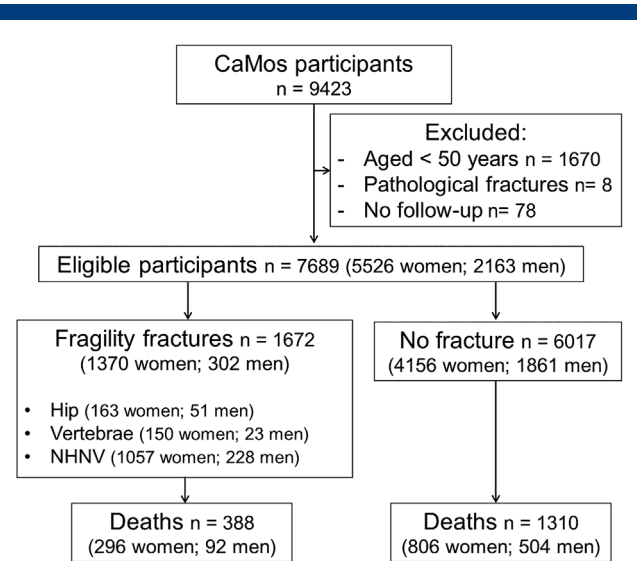 CaMos participants
n = 9423
Excluded:
- Aged < 50 years n = 1670
- Pathological fractures n= 8
- No follow-up n= 78
Eligible participants n = 7689 (5526 women; 2163 men)
Fragility fractures n = 1672
(1370 women; 302 men)
• Hip (163 women; 51 men)
• Vertebrae (150 women; 23 men)
• NHNV (1057 women; 228 men)
No fracture n = 6017
(4156 women; 1861 men)
Deaths n = 388
(296 women; 92 men)
Deaths n = 1310
(806 women; 504 men)